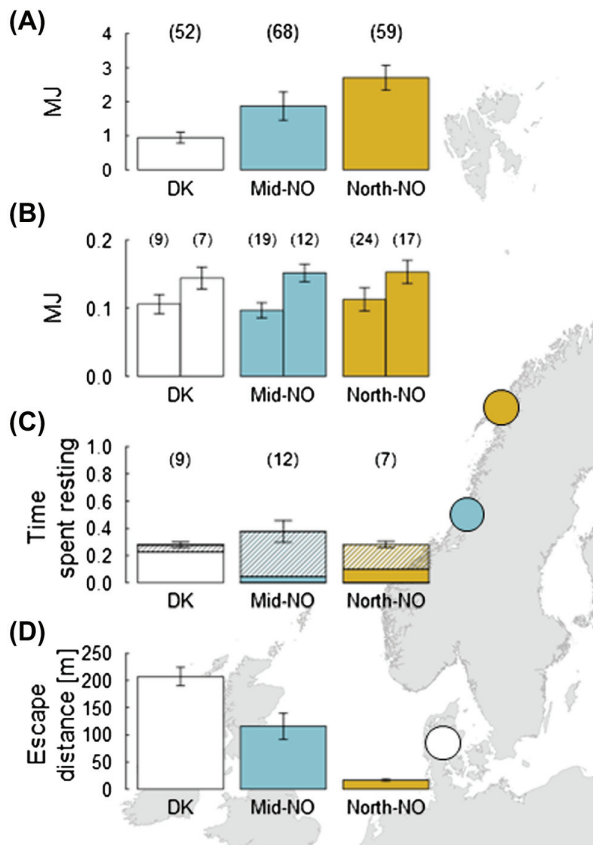 (A)
(52) (68) (59)
4
3
2
1
0
MJ
DK Mid-NO North-NO
(B)
(9) (7) (19) (12) (24) (17)
0.2
0.1
0.0
MJ
DK Mid-NO North-NO
(C)
(9) (12) (7)
1.0
0.8
0.6
0.4
0.2
0.0
Time
spent resting
DK Mid-NO North-NO
(D)
250
200
150
100
50
0
Escape
distance [m]
DK Mid-NO North-NO